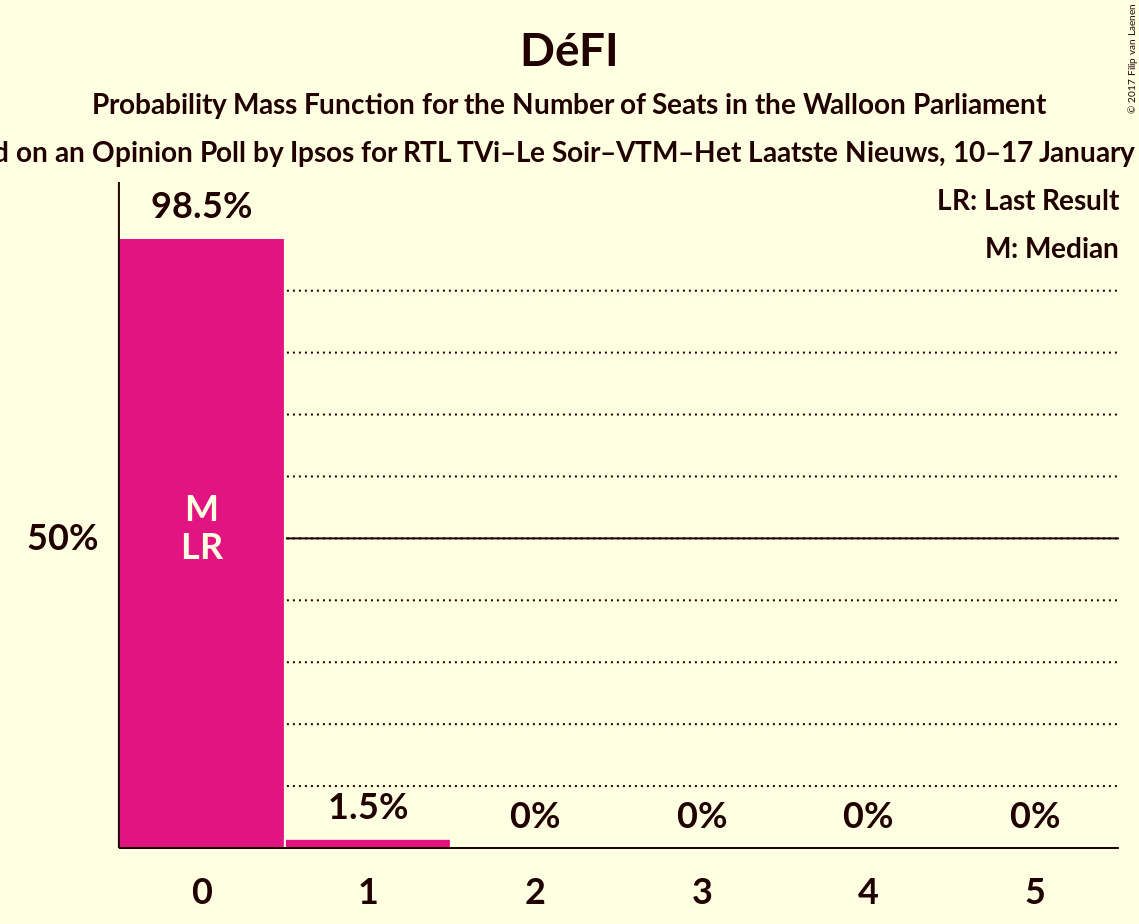 DéFI
Probability Mass Function for the Number of Seats in the Walloon Parliament
on an Opinion Poll by Ipsos for RTL TVi–Le Soir–VTM–Het Laatste Nieuws, 10–17 January
© 2017 Filip van Laenen
LR: Last Result
M: Median
98.5%
M
LR
50%
1.5%
0%
0%
0%
0%
0
1
2
3
4
5